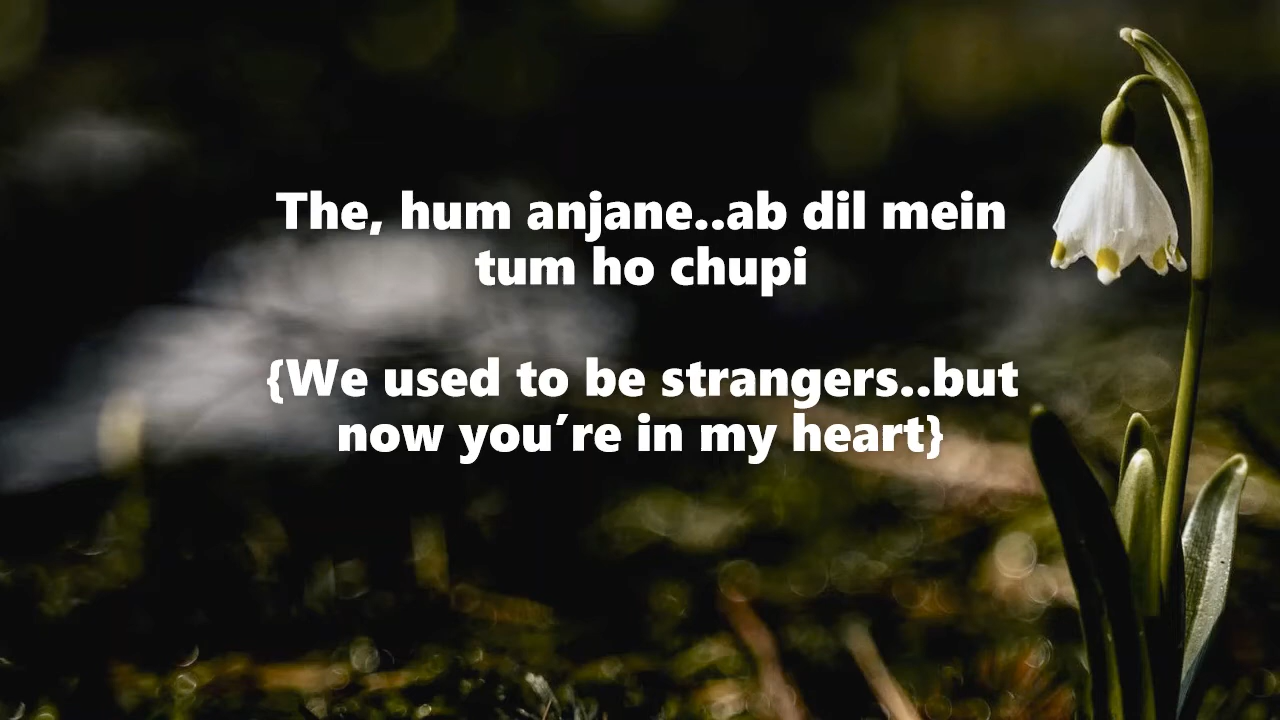 The, hum anjane..ab dil mein
tum ho chupi
{We used to be strangers..but
now you’re in my heart}